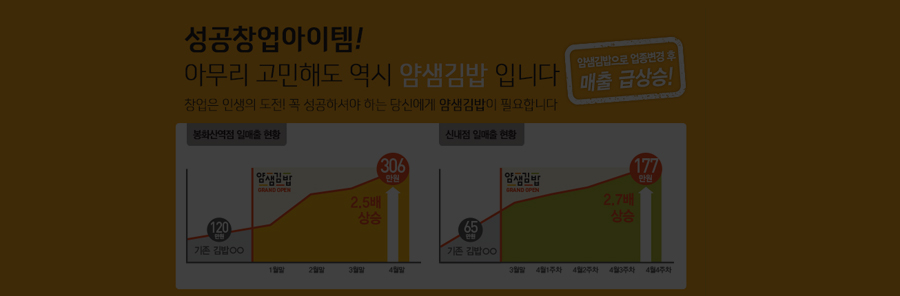 성공창업아이템!
아무리 고민해도 역시 얌샘김밥 입니다
창업은 인생의 도전! 꼭 성공하셔야 하는 당신에게 얌샘김밥이 필요합니다
얌샘김밥으로 업종변경 후
매출 급상승!
봉화산역점 일매출 현황
얌샘김밥
GRAND OPEN
306
만원
2.5배
상승
120
만원
기존 김밥○○
1월말 2월말 3월말 4월말
신내점 일매출 현황
얌샘김밥
GRAND OPEN
177
만원
2.7배
상승
65
만원
기존 김밥○○
3월말 4월1주차 4월2주차 4월3주차 4월4주차